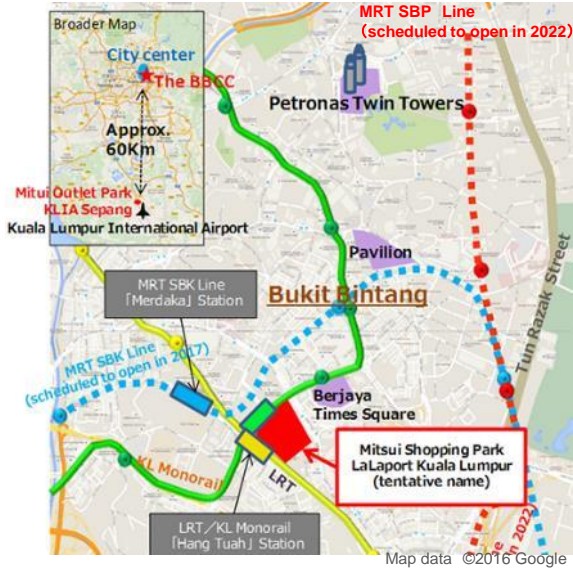 Broader Map
City center
The BBCC
Approx.
60Km
Mitui Outlet Park
KLIA Sepang
Kuala Lumpur International Airport
MRT SBP Line
(scheduled to open in 2022)
Petronas Twin Towers
Pavilion
Tun Razak Street
MRT SBK Line
「Merdaka」 Station
Bukit Bintang
MRT SBK Line
(scheduled to open in 2017)
Berjaya
Times Square
Mitsui Shopping Park
LaLaport Kuala Lumpur
(tentative name)
KL Monorail
LRT
LRT／KL Monorail
「Hang Tuah」 Station
ne
n in 2022)
Map data ©2016 Google